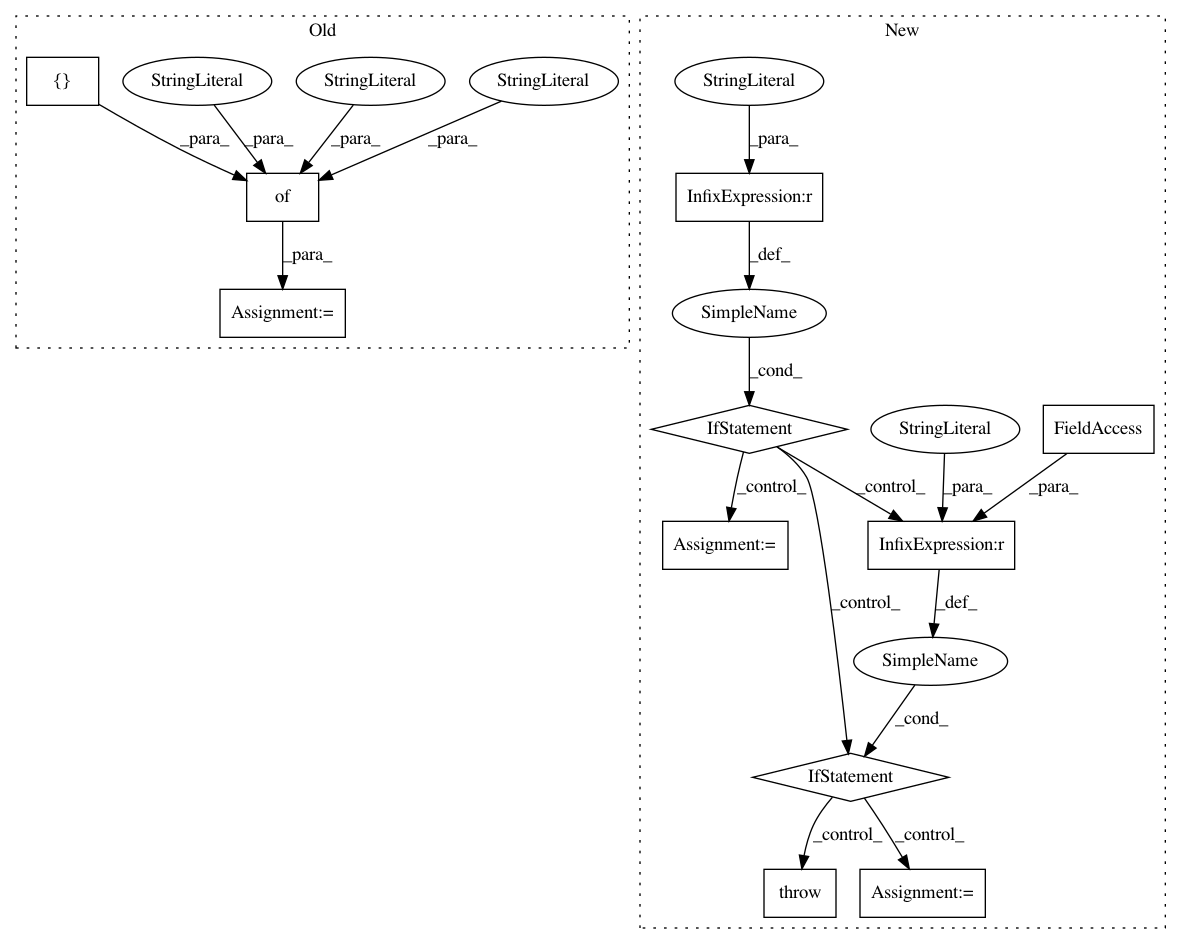 Old
New
{}
StringLiteral
StringLiteral
StringLiteral
StringLiteral
_para_
_para_
_para_
_para_
_para_
of
InfixExpression:r
_para_
_def_
Assignment:=
SimpleName
_cond_
IfStatement
StringLiteral
FieldAccess
_control_
_control_
_para_
_para_
Assignment:=
InfixExpression:r
_control_
_def_
SimpleName
_cond_
IfStatement
_control_
_control_
throw
Assignment:=